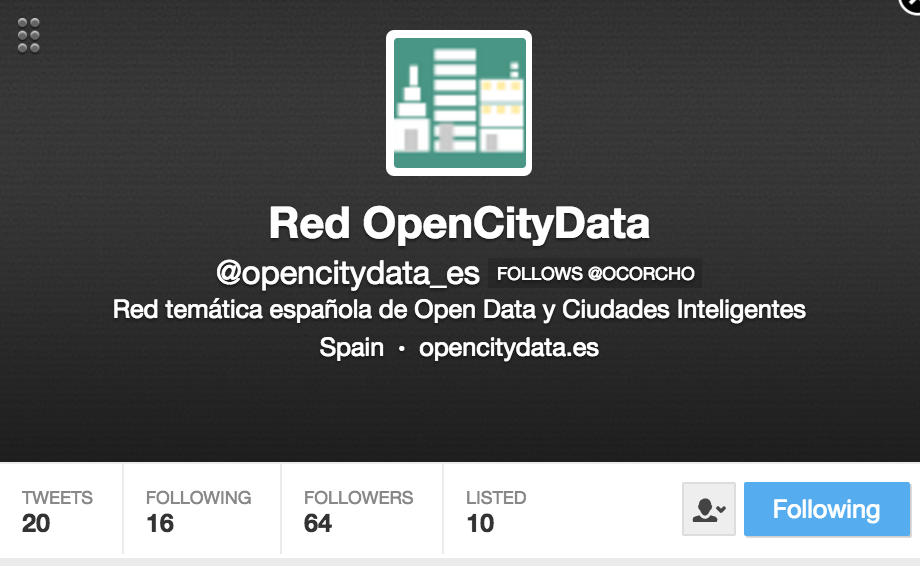 Red OpenCityData
@opencitydata_es FOLLOWS @OCORCHO
Red temática española de Open Data y Ciudades Inteligentes
Spain • opencitydata.es
TWEETS FOLLOWING FOLLOWERS LISTED
20 16 64 10
Following